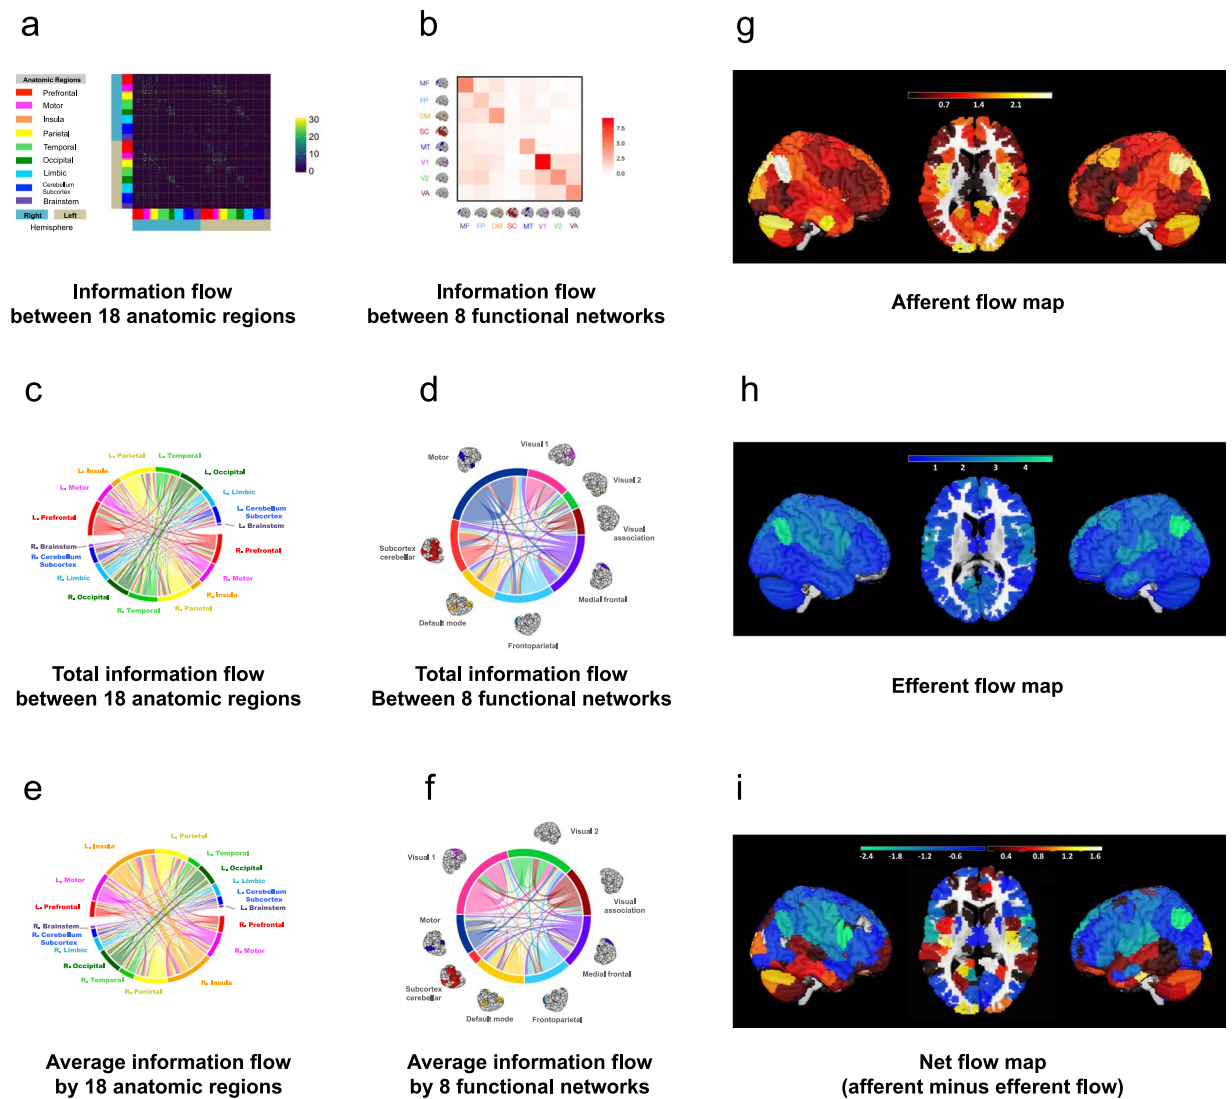 a
Anatomic Regions
Prefrontal
Motor
Insula
Parietal
Temporal
Occipital
Limbic
Cerebellum
Subcortex
Brainstem
Right Left
Hemisphere
30
20
10
0
Information flow
between 18 anatomic regions
b
MF
FP
DM
SC
MT
V1
V2
VA
MF FP DM SC MT V1 V2 VA
7.5
5.0
2.5
0.0
Information flow
between 8 functional networks
g
0.7 1.4 2.1
Afferent flow map
c
L. Parietal
L. Temporal
L. Insula
L. Occipital
L. Motor
L. Limbic
L. Prefrontal
L. Cerebellum
Subcortex
L. Brainstem
R. Brainstem
R. Cerebellum
Subcortex
R. Prefrontal
R. Limbic
R. Motor
R. Occipital
R. Insula
R. Temporal
R. Parietal
Total information flow
between 18 anatomic regions
d
Visual 1
Motor
Visual 2
Visual
association
Subcortex
cerebellar
Medial frontal
Default mode
Frontoparietal
Total information flow
Between 8 functional networks
h
1 2 3 4
Efferent flow map
e
L. Parietal
L. Insula
L. Temporal
L. Occipital
L. Motor
L. Limbic
L. Cerebellum
Subcortex
L. Prefrontal
L. Brainstem
R. Brainstem
R. Prefrontal
R. Cerebellum
Subcortex
R. Limbic
R. Motor
R. Occipital
R. Temporal
R. Insula
R. Parietal
Average information flow
by 18 anatomic regions
f
Visual 2
Visual 1
Visual
association
Motor
Medial frontal
Subcortex
cerebellar
Default mode
Frontoparietal
Average information flow
by 8 functional networks
i
-2.4 -1.8 -1.2 -0.6 0.4 0.8 1.2 1.6
Net flow map
(afferent minus efferent flow)